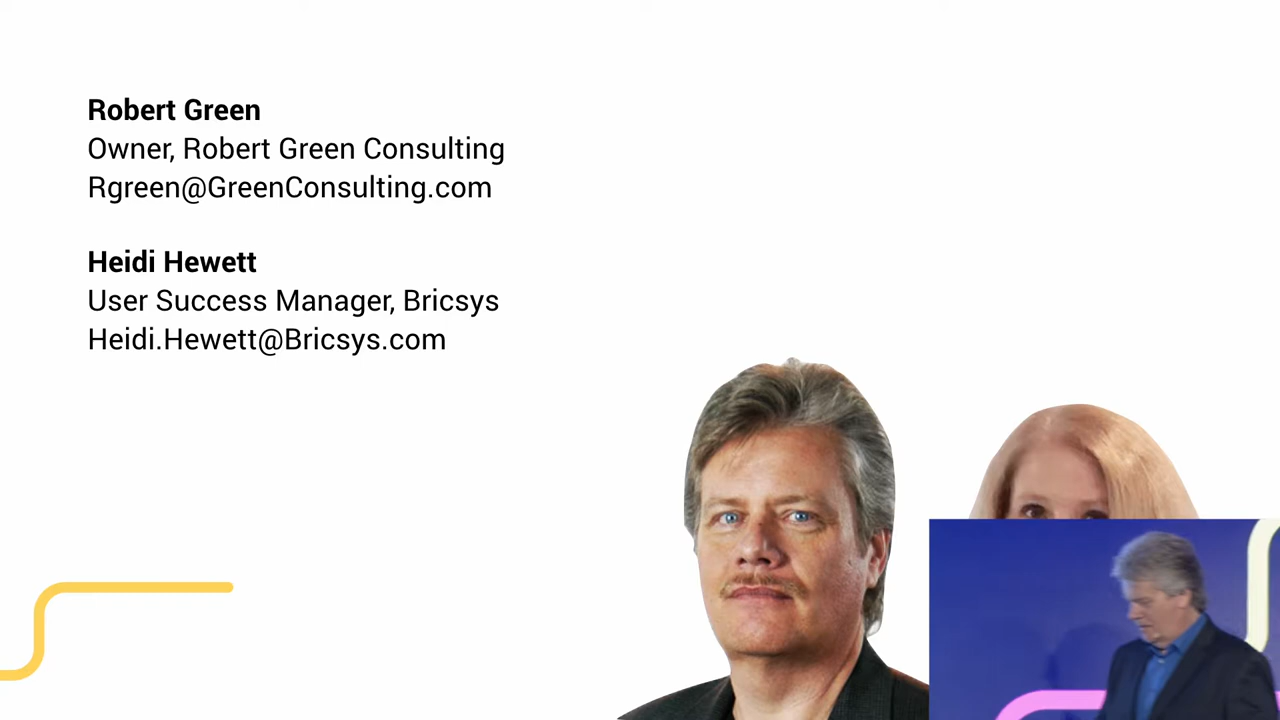 Robert Green
Owner, Robert Green Consulting
Rgreen@GreenConsulting.com
Heidi Hewett
User Success Manager, Bricsys
Heidi.Hewett@Bricsys.com